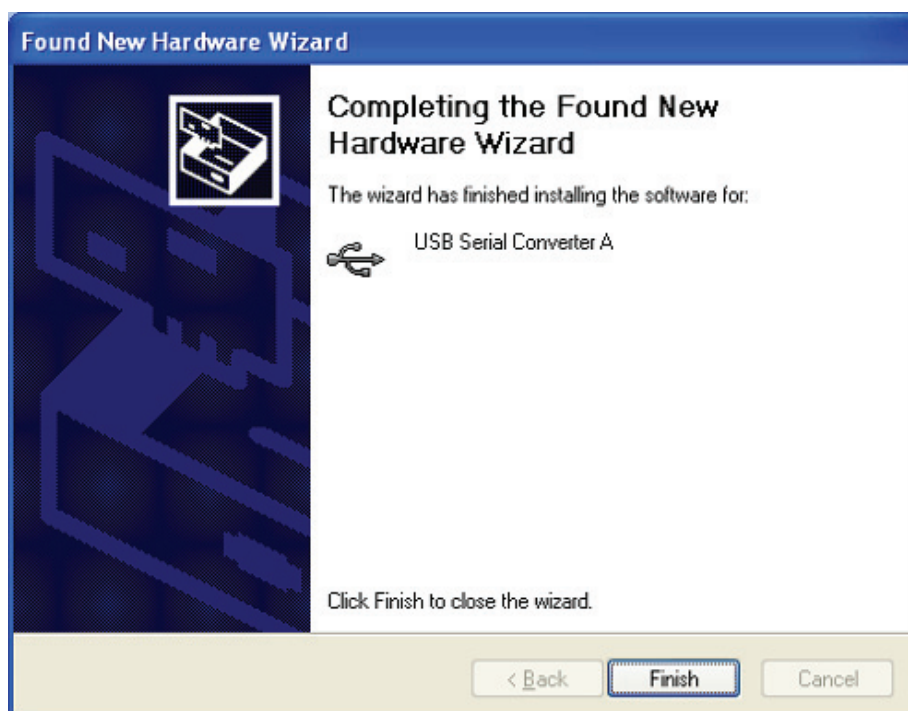 Found New Hardware Wizard
Completing the Found New
Hardware Wizard
The wizard has finished installing the software for:
USB Serial Converter A
Click Finish to close the wizard.
< Back Finish Cancel